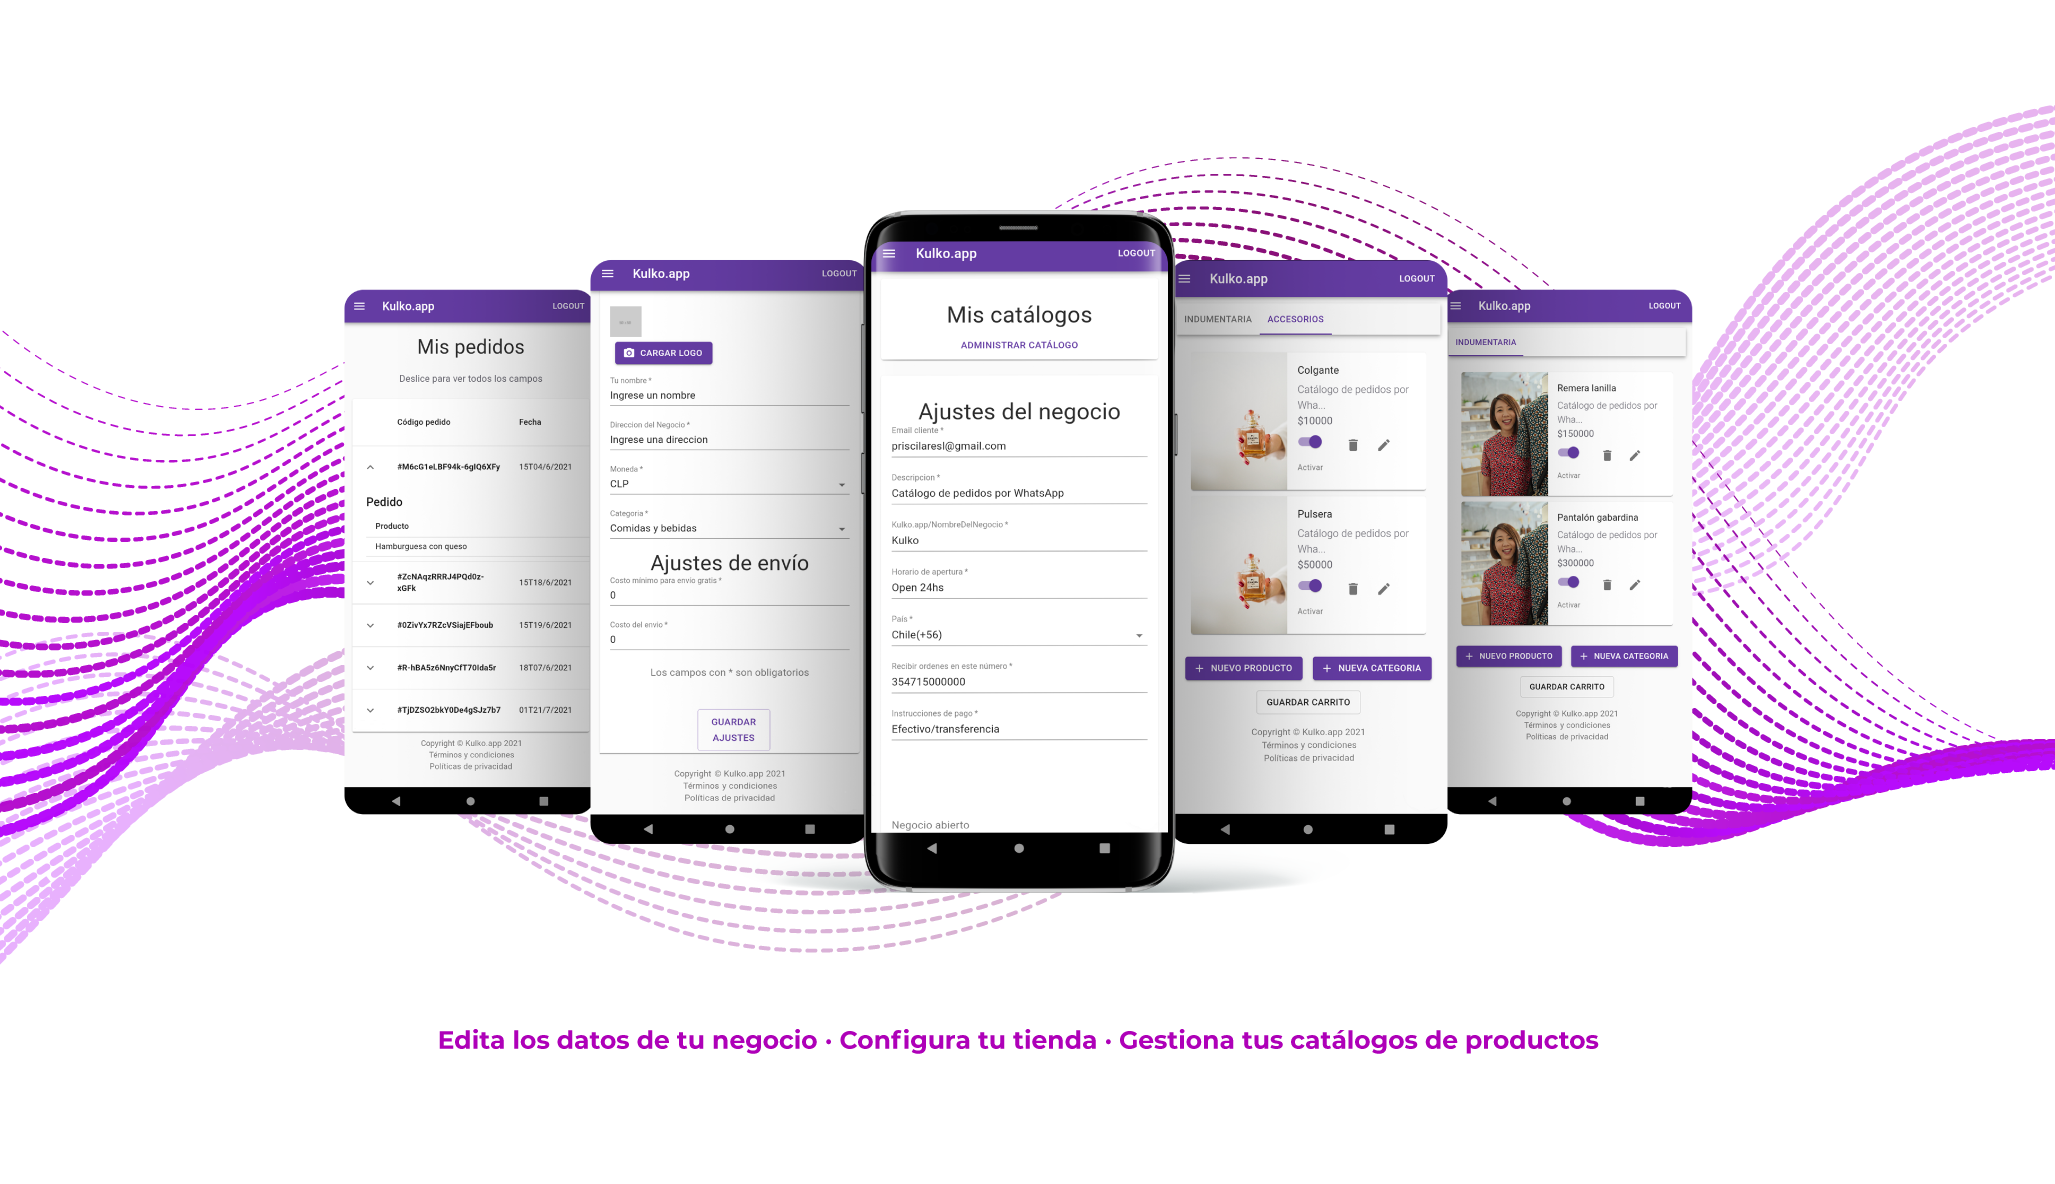 Kulko.app
LOGOUT
Mis pedidos
Deslice para ver todos los campos
Código pedido Fecha
#M6cG1eLBF94k-6gIQ6XFy 15T04/6/2021
Pedido
Producto
Hamburguesa con queso
#ZcNAqzRRRJ4PQd0z-
xGFk 15T18/6/2021
#0ZivYx7RZcVSiajEFboub 15T19/6/2021
#R-hBA5z6NnyCfT70Ida5r 18T07/6/2021
#TjDZSO2bkY0De4gSJz7b7 01T21/7/2021
Copyright © Kulko.app 2021
Términos y condiciones
Políticas de privacidad
Kulko.app
LOGOUT
CARGAR LOGO
Tu nombre *
Ingrese un nombre
Direccion del Negocio *
Ingrese una direccion
Moneda *
CLP
Categoria *
Comidas y bebidas
Ajustes de envío
Costo mínimo para envío gratis *
0
Costo del envio *
0
Los campos con * son obligatorios
GUARDAR
AJUSTES
Copyright © Kulko.app 2021
Términos y condiciones
Políticas de privacidad
Kulko.app
LOGOUT
Mis catálogos
ADMINISTRAR CATÁLOGO
Ajustes del negocio
Email cliente *
priscilaresl@gmail.com
Descripcion *
Catálogo de pedidos por WhatsApp
Kulko.app/NombreDelNegocio *
Kulko
Horario de apertura *
Open 24hs
País *
Chile(+56)
Recibir ordenes en este número *
354715000000
Instrucciones de pago *
Efectivo/transferencia
Negocio abierto
Kulko.app
LOGOUT
INDUMENTARIA ACCESORIOS
Colgante
Catálogo de pedidos por
Wha...
$10000
Activar
Pulsera
Catálogo de pedidos por
Wha...
$50000
Activar
+ NUEVO PRODUCTO
+ NUEVA CATEGORIA
GUARDAR CARRITO
Copyright © Kulko.app 2021
Términos y condiciones
Políticas de privacidad
Kulko.app
LOGOUT
INDUMENTARIA
Remera lanilla
Catálogo de pedidos por
Wha...
$150000
Activar
Pantalón gabardina
Catálogo de pedidos por
Wha...
$300000
Activar
+ NUEVO PRODUCTO
+ NUEVA CATEGORIA
GUARDAR CARRITO
Copyright © Kulko.app 2021
Términos y condiciones
Políticas de privacidad
Edita los datos de tu negocio · Configura tu tienda · Gestiona tus catálogos de productos